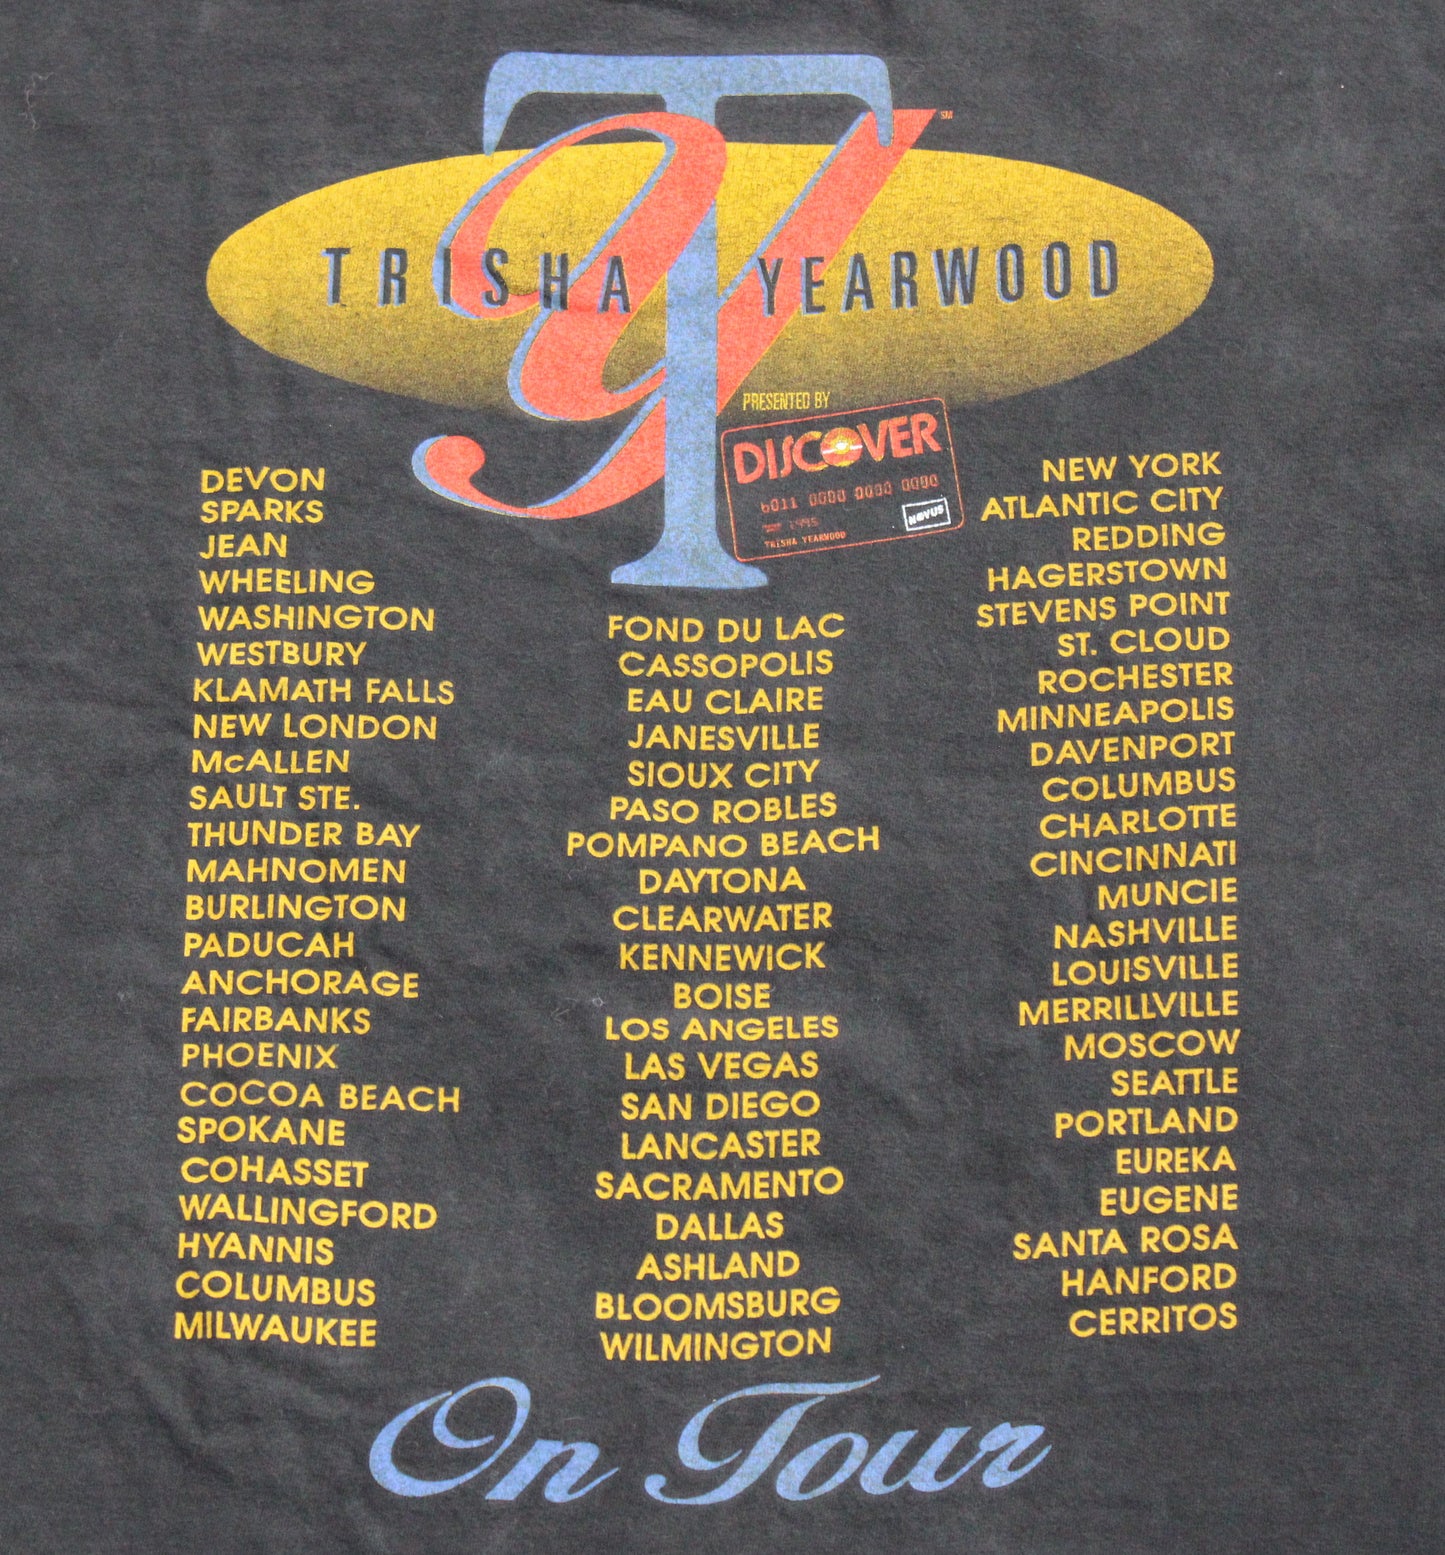 TY SM
TRISHA YEARWOOD
PRESENTED BY
DISCOVER
6011 0000 0000 0000
1995
NOVUS
TRISHA YEARWOOD
DEVON
SPARKS
JEAN
WHEELING
WASHINGTON
WESTBURY
KLAMATH FALLS
NEW LONDON
McALLEN
SAULT STE.
THUNDER BAY
MAHNOMEN
BURLINGTON
PADUCAH
ANCHORAGE
FAIRBANKS
PHOENIX
COCOA BEACH
SPOKANE
COHASSET
WALLINGFORD
HYANNIS
COLUMBUS
MILWAUKEE
FOND DU LAC
CASSOPOLIS
EAU CLAIRE
JANESVILLE
SIOUX CITY
PASO ROBLES
POMPANO BEACH
DAYTONA
CLEARWATER
KENNEWICK
BOISE
LOS ANGELES
LAS VEGAS
SAN DIEGO
LANCASTER
SACRAMENTO
DALLAS
ASHLAND
BLOOMSBURG
WILMINGTON
NEW YORK
ATLANTIC CITY
REDDING
HAGERSTOWN
STEVENS POINT
ST. CLOUD
ROCHESTER
MINNEAPOLIS
DAVENPORT
COLUMBUS
CHARLOTTE
CINCINNATI
MUNCIE
NASHVILLE
LOUISVILLE
MERRILLVILLE
MOSCOW
SEATTLE
PORTLAND
EUREKA
EUGENE
SANTA ROSA
HANFORD
CERRITOS
On Tour